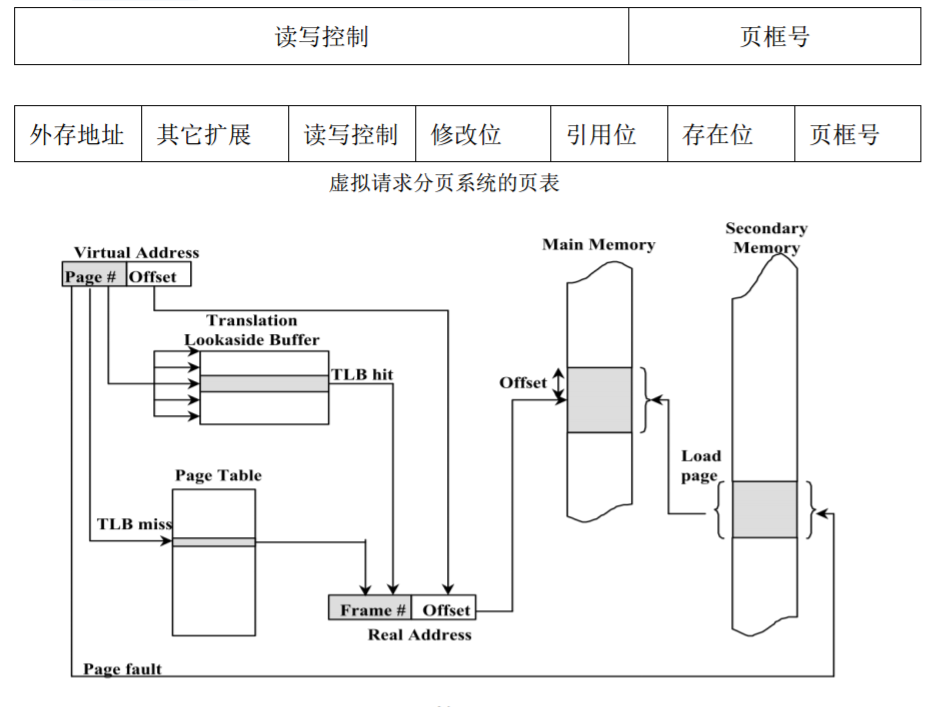 读写控制 页框号
外存地址 其它扩展 读写控制 修改位 引用位 存在位 页框号
虚拟请求分页系统的页表
Secondary
Memory
Main Memory
Virtual Address
Page # Offset
Translation
Lookaside Buffer
TLB hit
Offset
Load
page
Page Table
TLB miss
Frame # Offset
Real Address
Page fault